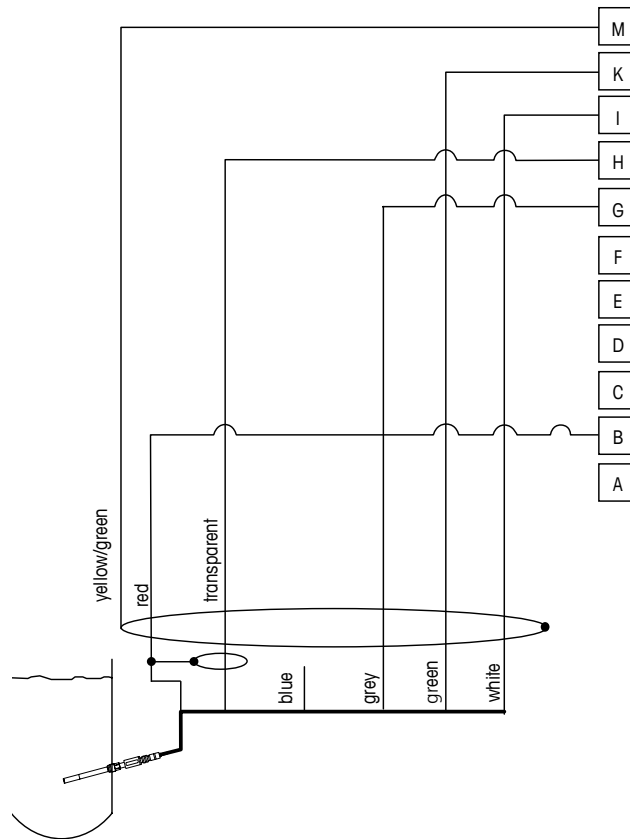 M
K
I
H
G
F
E
D
C
B
A
yellow/green
red
transparent
blue
grey
green
white